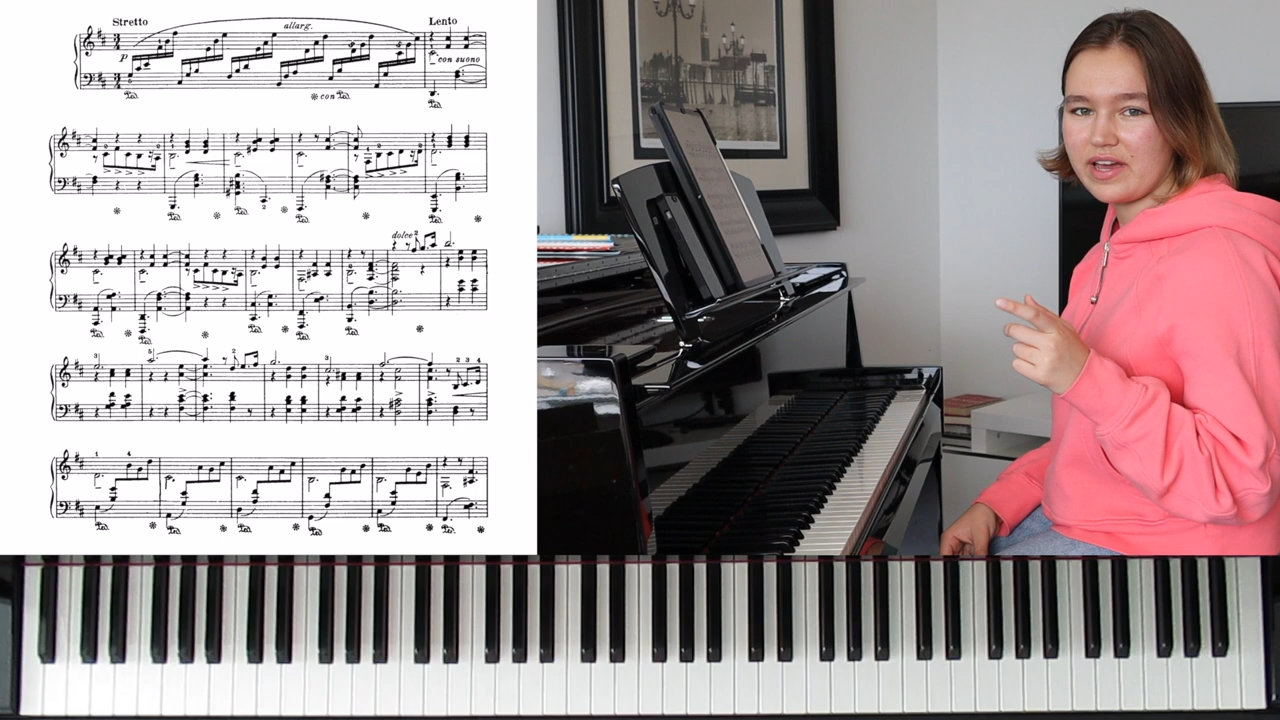 Stretto
Lento
allarg.
p
con suono
con
dolce